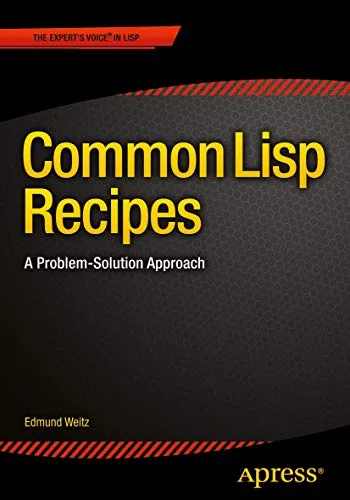 THE EXPERT'S VOICE® IN LISP
Common Lisp
Recipes
A Problem-Solution Approach
Edmund Weitz
Apress®